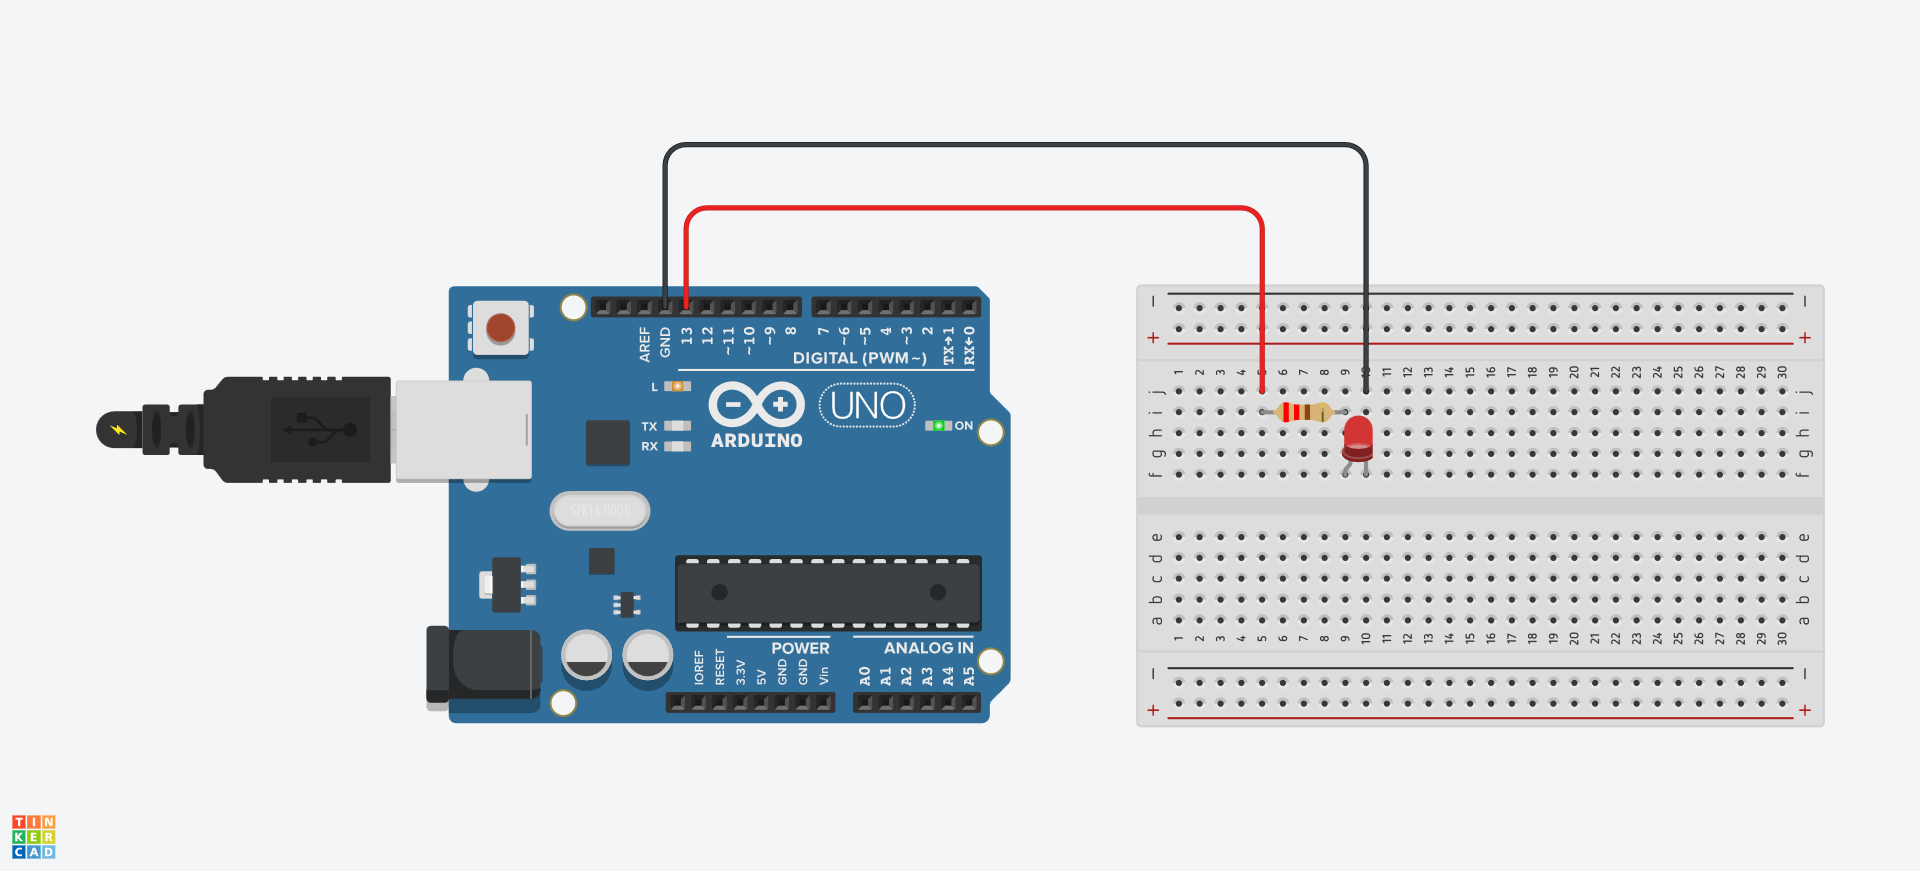 AREF
GND
13
12
~11
~10
~9
8
7
~6
~5
4
~3
2
TX→1
RX←0
DIGITAL (PWM~)
L
TX
RX
ARDUINO
UNO
ON
SPK16.000G
POWER
ANALOG IN
IOREF
RESET
3.3V
5V
GND
GND
Vin
A0
A1
A2
A3
A4
A5
− −
+ +
1 2 3 4 5 6 7 8 9 10 11 12 13 14 15 16 17 18 19 20 21 22 23 24 25 26 27 28 29 30
j j
i i
h h
g g
f f
e e
d d
c c
b b
a a
1 2 3 4 5 6 7 8 9 10 11 12 13 14 15 16 17 18 19 20 21 22 23 24 25 26 27 28 29 30
− −
+ +
TIN
KER
CAD